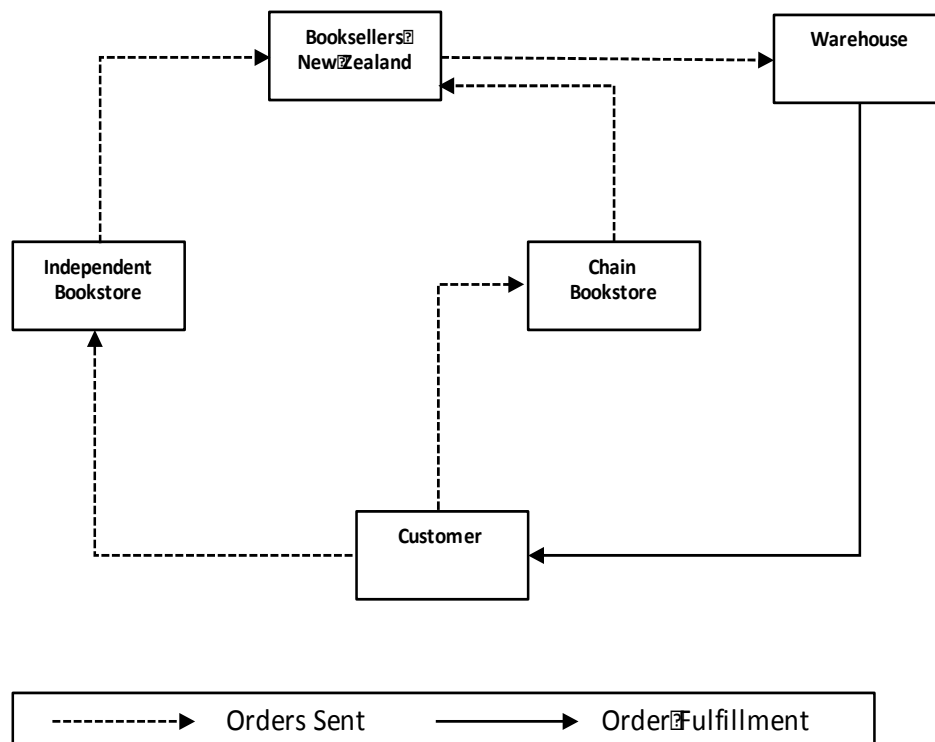 Booksellers
New Zealand
Warehouse
Independent
Bookstore
Chain
Bookstore
Customer
Orders Sent
Order Fulfillment